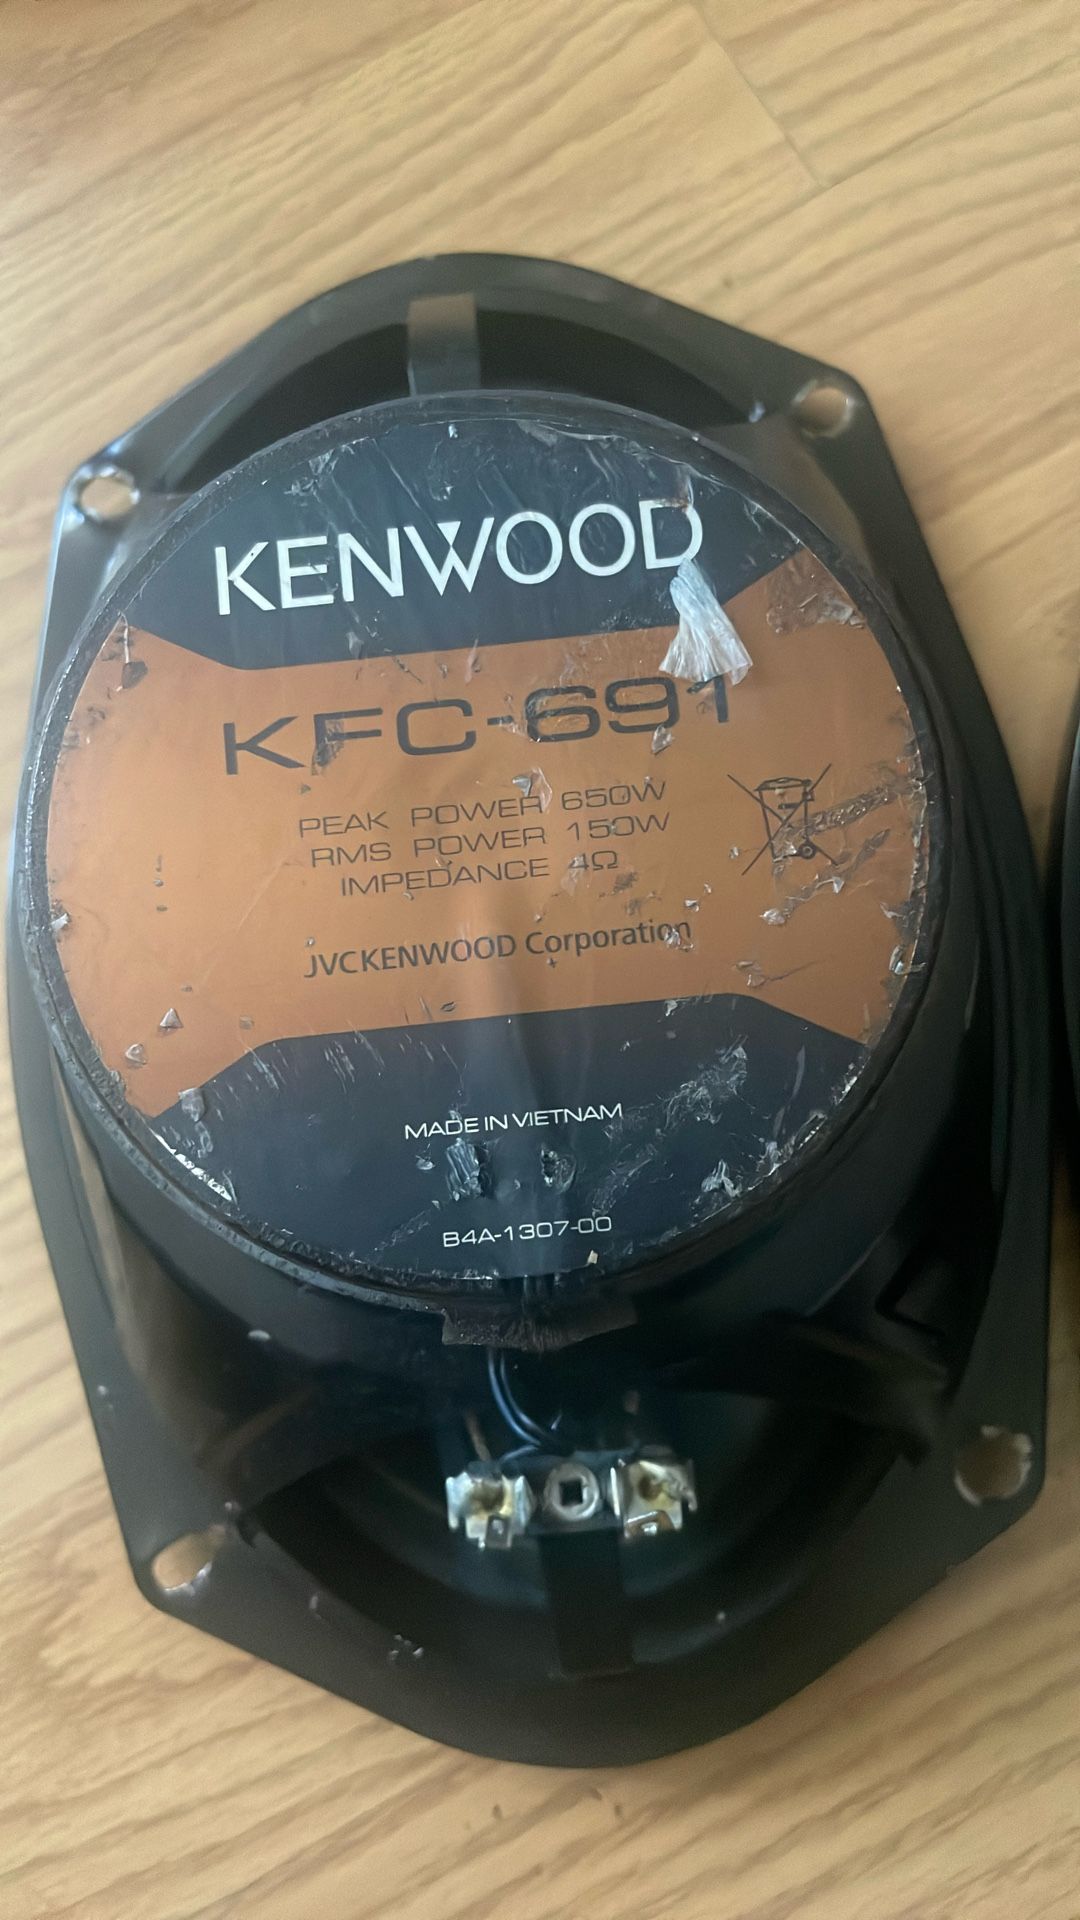 KENWOOD
KFC-691
PEAK POWER 650W
RMS POWER 150W
IMPEDANCE 4Ω
JVCKENWOOD Corporation
MADE IN VIETNAM
B4A-1307-00